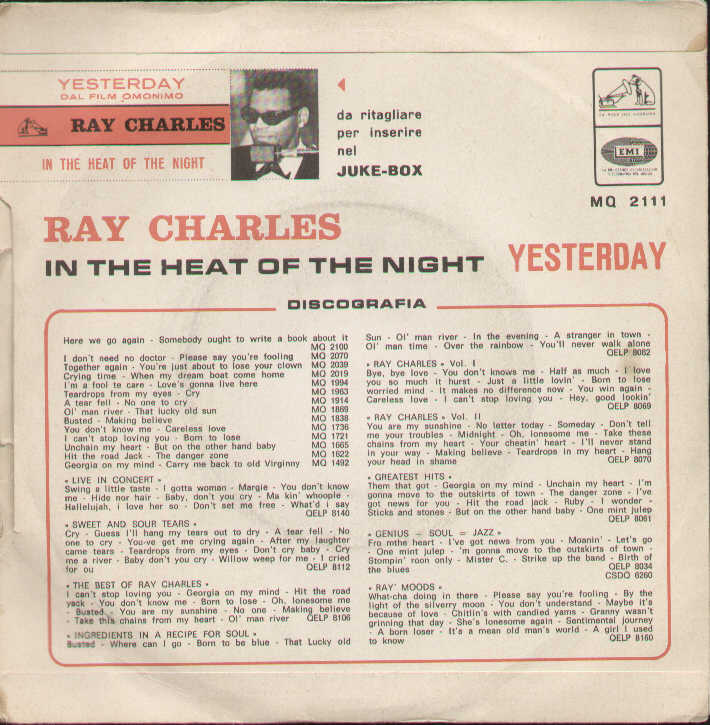 YESTERDAY
DAL FILM OMONIMO
RAY CHARLES
IN THE HEAT OF THE NIGHT
da ritagliare
per inserire
nel
JUKE-BOX
EMI
MQ 2111
RAY CHARLES
IN THE HEAT OF THE NIGHT
YESTERDAY
DISCOGRAFIA
Here we go again - Somebody ought to write a book about it
MQ 2100
I don't need no doctor - Please say you're fooling MQ 2070
Together again - You're just about to lose your clown MQ 2039
Crying time - When my dream boat come home MQ 2019
I'm a fool te care - Love's gonna live here MQ 1994
Teardrops from my eyes - Cry MQ 1963
A tear fell - No one to cry MQ 1914
Ol' man river - That lucky old sun MQ 1869
Busted - Making believe MQ 1838
You don't know me - Careless love MQ 1736
I can't stop loving you - Born to lose MQ 1721
Unchain my heart - But on the other hand baby MQ 1665
Hit the road Jack - The danger zone MQ 1622
Georgia on my mind - Carry me back to old Virginny MQ 1492
« LIVE IN CONCERT »
Swing a little taste - I gotta woman - Margie - You don't know
me - Hide nor hair - Baby, don't you cry - Ma kin' whoople -
Hallelujah, i love her so - Don't set me free - What'd i say
QELP 8140
« SWEET AND SOUR TEARS »
Cry - Guess I'll hang my tears out to dry - A tear fell - No
one to cry - You-ve get me crying again - After my laughter
came tears - Teardrops from my eyes - Don't cry baby - Cry
me a river - Baby don't you cry - Willow weep for me - I cried
for ou QELP 8112
« THE BEST OF RAY CHARLES »
I can't stop loving you - Georgia on my mind - Hit the road
yack - You don't know me - Born to lose - Oh, lonesome me
- Busted - You are my sunshine - No one - Making believe
- Take this chains from my heart - Ol' man river QELP 8106
« INGREDIENTS IN A RECIPE FOR SOUL »
Busted - Where can I go - Born to be blue - That Lucky old
Sun - Ol' man river - In the evening - A stranger in town -
Ol' man time - Over the rainbow - You'll never walk alone
QELP 8082
« RAY CHARLES » Vol. I
Bye, bye love - You don't knows me - Half as much - I love
you so much it hurst - Just a little lovin' - Born to lose
worried mind - It makes no difference now - You win again -
Careless love - I can't stop loving you - Hey, good lookin'
QELP 8069
« RAY CHARLES » Vol. II
You are my sunshine - No letter today - Someday - Don't tell
me your troubles - Midnight - Oh, lonesome me - Take these
chains from my heart - Your cheatin' heart - I'll never stand
in your way - Making believe - Teardrops in my heart - Hang
your head in shame QELP 8070
« GREATEST HITS »
Them that got - Georgia on my mind - Unchain my heart - I'm
gonna move to the outskirts of town - The danger zone - I've
got news for you - Hit the road jack - Ruby - I wonder -
Sticks and stones - But on the other hand baby - One mint julep
QELP 8061
« GENIUS + SOUL = JAZZ »
Fro mthe heart - I've got news from you - Moanin' - Let's go
- One mint julep - 'm gonna move to the outskirts of town -
Stompin' roon only - Mister C. - Strike up the band - Birth of
the blues QELP 8034
CSDQ 6260
« RAY' MOODS »
What-cha doing in there - Please say you're fooling - By the
light of the silverry moon - You don't understand - Maybe it's
because of love - Chitlin's with candied yams - Granny wasn't
grinning that day - She's lonesome again - Sentimental journey
- A born loser - It's a mean old man's world - A girl I used
to know QELP 8160